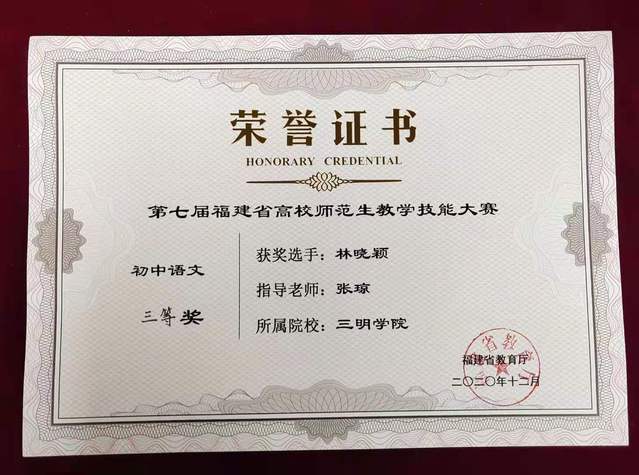 荣誉证书
HONORARY CREDENTIAL
第七届福建省高校师范生教学技能大赛
初中语文
三等奖
获奖选手：林晓颖
指导老师：张琼
所属院校：三明学院
福建省教育厅
二〇二〇年十二月